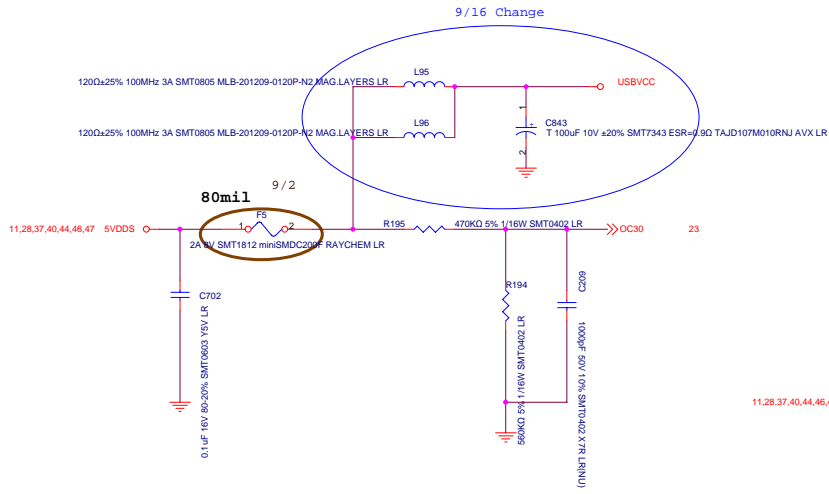 9/16 Change
L95
120Ω±25% 100MHz 3A SMT0805 MLB-201209-0120P-N2 MAG.LAYERS LR
USBVCC
1
C843
T 100uF 10V ±20% SMT7343 ESR=0.9Ω TAJD107M010RNJ AVX LR
2
L96
120Ω±25% 100MHz 3A SMT0805 MLB-201209-0120P-N2 MAG.LAYERS LR
9/2
80mil
F5
11,28,37,40,44,46,47 5VDDS
1 2
2A 8V SMT1812 miniSMDC200F RAYCHEM LR
R195
470KΩ 5% 1/16W SMT0402 LR
OC30
23
C702
0.1uF 16V 80-20% SMT0603 Y5V LR
R194
560KΩ 5% 1/16W SMT0402 LR
C209
1000pF 50V 10% SMT0402 X7R LR(NU)
11,28,37,40,44,46,4